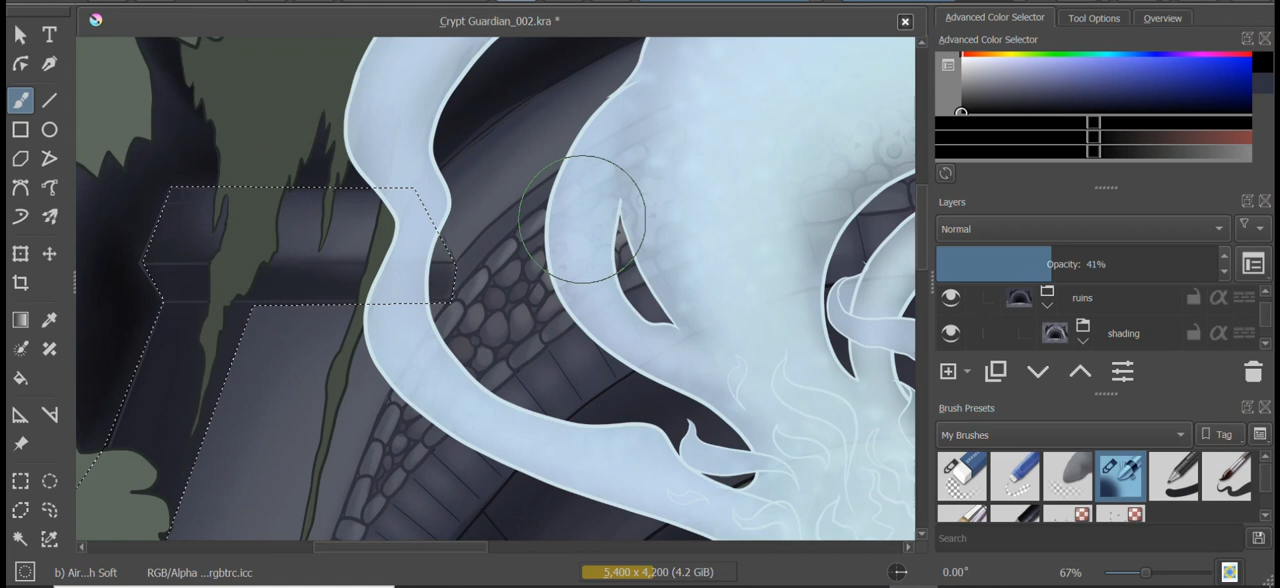 Crypt Guardian_002.kra *
Advanced Color Selector
Tool Options
Overview
Advanced Color Selector
Layers
Normal
Opacity: 41%
ruins
shading
Brush Presets
My Brushes
Tag
Search
b) Air...h Soft
RGB/Alpha ...rgbtrc.icc
5,400 x 4,200 (4.2 GiB)
0.00°
67%